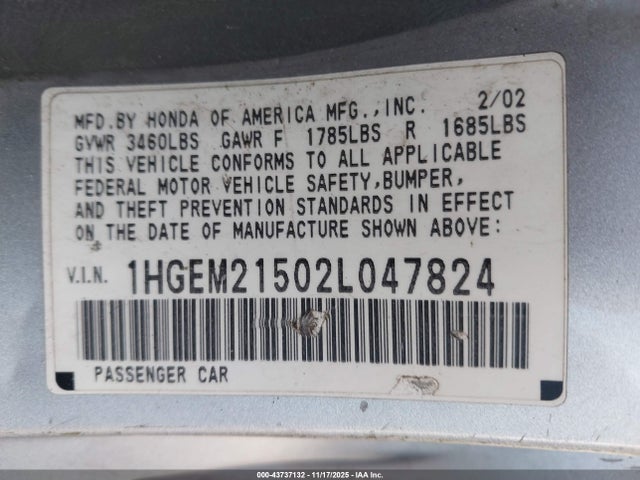 MFD.BY HONDA OF AMERICA MFG.,INC. 2/02
GVWR 3460LBS GAWR F 1785LBS R 1685LBS
THIS VEHICLE CONFORMS TO ALL APPLICABLE
FEDERAL MOTOR VEHICLE SAFETY,BUMPER,
AND THEFT PREVENTION STANDARDS IN EFFECT
ON THE DATE OF MANUFACTURE SHOWN ABOVE:
V.I.N. 1HGEM21502L047824
PASSENGER CAR
000-43737132 - 11/17/2025 - IAA Inc.